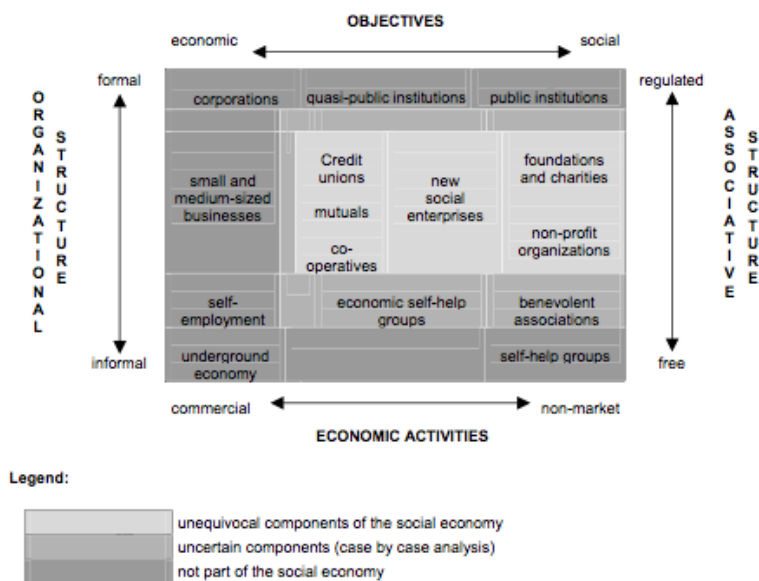 OBJECTIVES
economic social
formal regulated
ORGANIZATIONAL
STRUCTURE
corporations quasi-public institutions public institutions
small and
medium-sized
businesses
Credit
unions
mutuals
co-
operatives
new
social
enterprises
foundations
and charities
non-profit
organizations
self-
employment
economic self-help
groups
benevolent
associations
underground
economy
self-help groups
ASSOCIATIVE
STRUCTURE
informal free
commercial non-market
ECONOMIC ACTIVITIES
Legend:
unequivocal components of the social economy
uncertain components (case by case analysis)
not part of the social economy